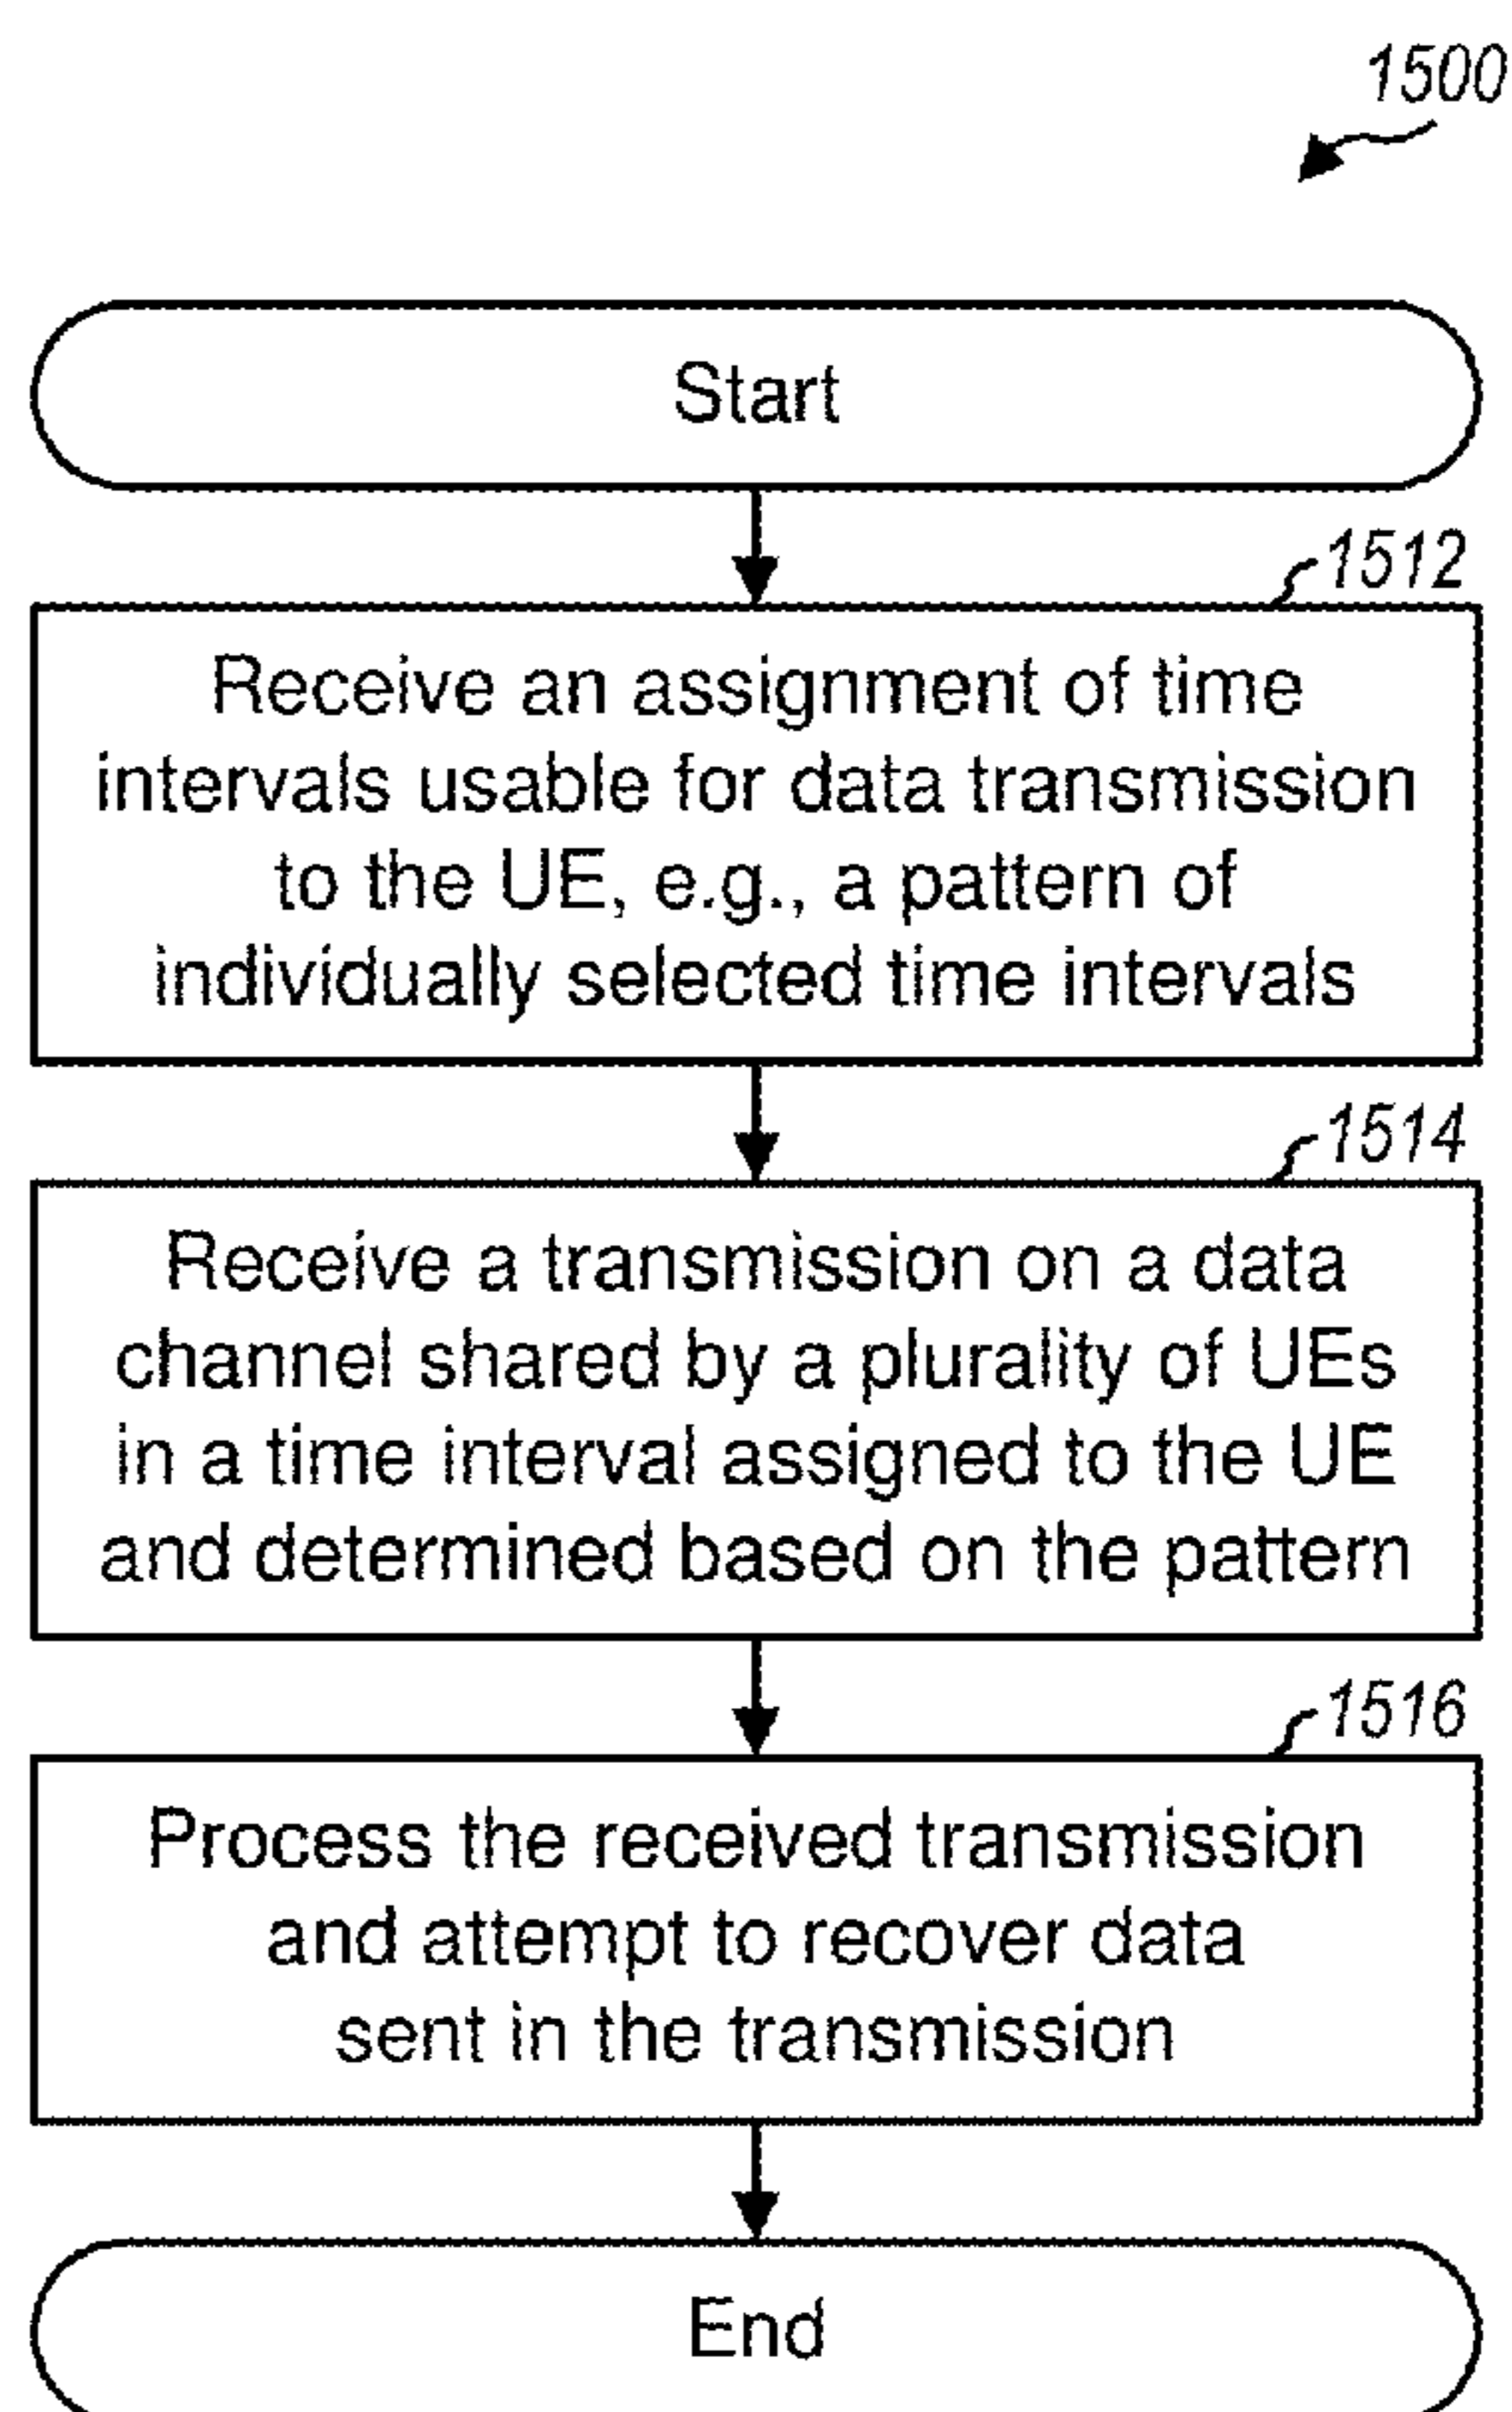 1500
Start
1512
Receive an assignment of time
intervals usable for data transmission
to the UE, e.g., a pattern of
individually selected time intervals
1514
Receive a transmission on a data
channel shared by a plurality of UEs
in a time interval assigned to the UE
and determined based on the pattern
1516
Process the received transmission
and attempt to recover data
sent in the transmission
End